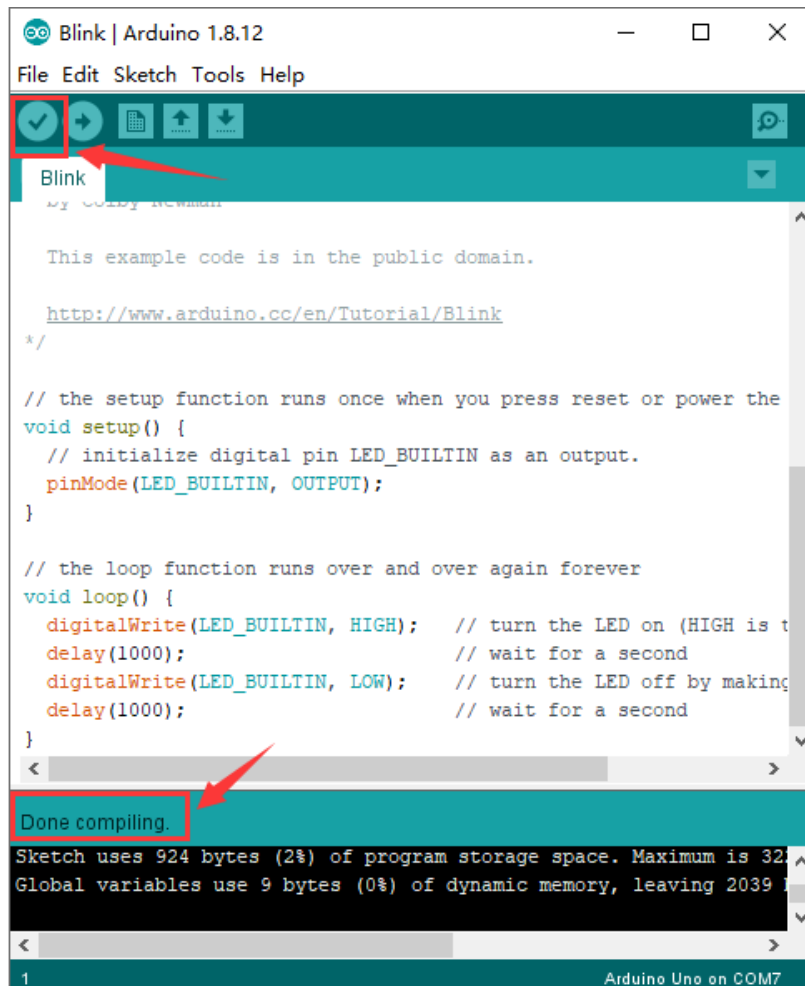 Blink | Arduino 1.8.12
File Edit Sketch Tools Help
Blink
by Colby Newman
This example code is in the public domain.
http://www.arduino.cc/en/Tutorial/Blink
*/
// the setup function runs once when you press reset or power the
void setup() {
// initialize digital pin LED_BUILTIN as an output.
pinMode(LED_BUILTIN, OUTPUT);
}
// the loop function runs over and over again forever
void loop() {
digitalWrite(LED_BUILTIN, HIGH); // turn the LED on (HIGH is t
delay(1000); // wait for a second
digitalWrite(LED_BUILTIN, LOW); // turn the LED off by making
delay(1000); // wait for a second
}
Done compiling.
Sketch uses 924 bytes (2%) of program storage space. Maximum is 32
Global variables use 9 bytes (0%) of dynamic memory, leaving 2039
1 Arduino Uno on COM7